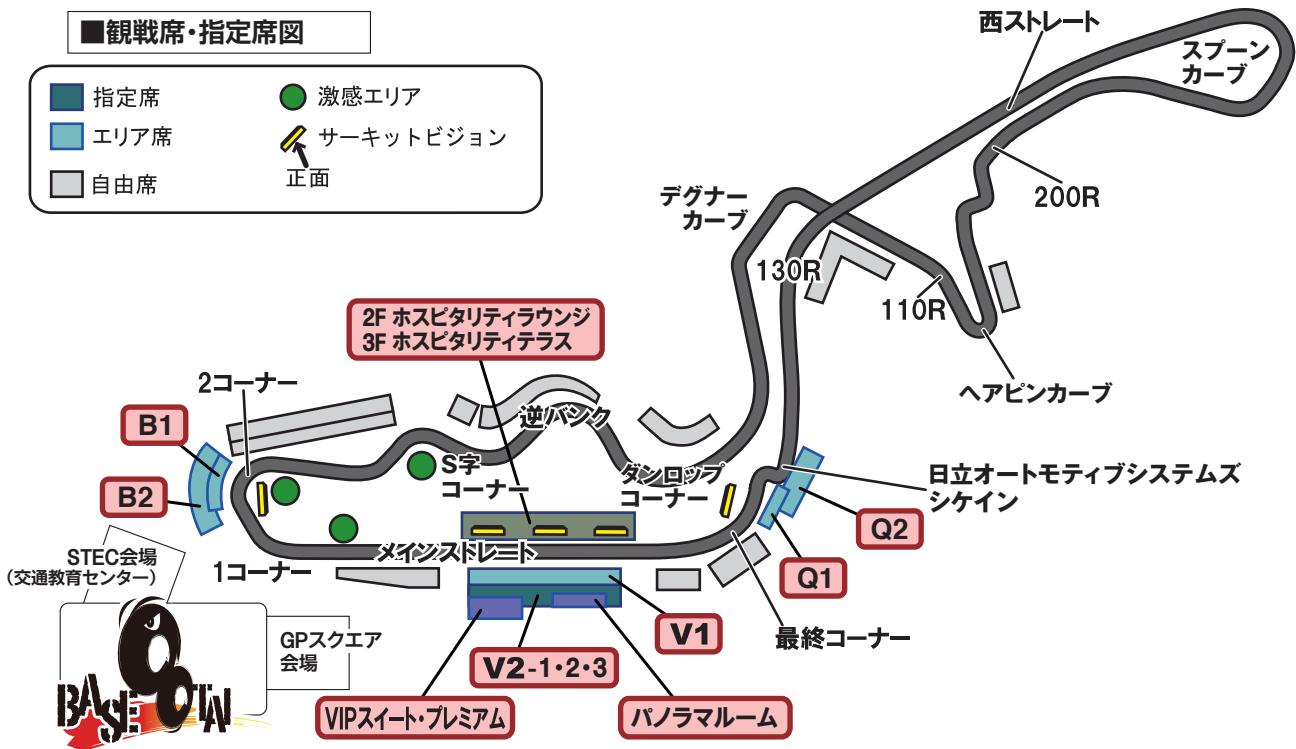 ■観戦席・指定席図
指定席
エリア席
自由席
激感エリア
サーキットビジョン
正面
西ストレート
スプーン
カーブ
200R
デグナー
カーブ
130R
110R
ヘアピンカーブ
2F ホスピタリティラウンジ
3F ホスピタリティテラス
2コーナー
逆バンク
B1
B2
S字
コーナー
ダンロップ
コーナー
日立オートモティブシステムズ
シケイン
Q2
Q1
メインストレート
1コーナー
STEC会場
（交通教育センター）
V1
最終コーナー
GPスクエア
会場
V2-1・2・3
VIPスイート・プレミアム
パノラマルーム
BASE 8TAI